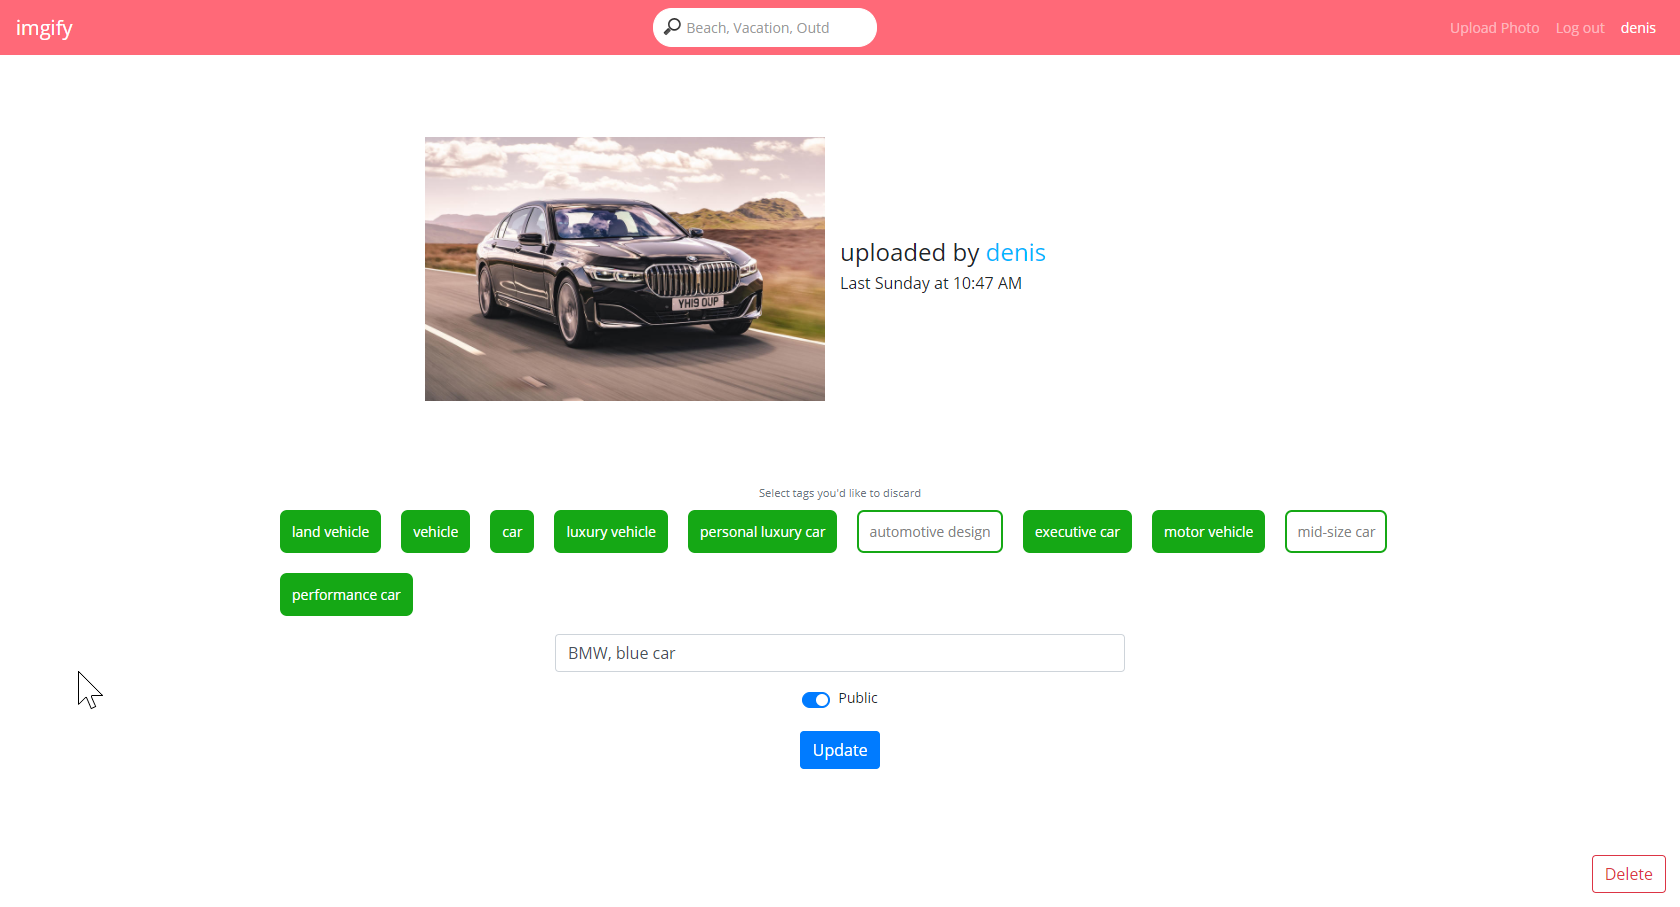 imgify
Beach, Vacation, Outd
Upload Photo
Log out
denis
YH19 OUP
uploaded by denis
Last Sunday at 10:47 AM
Select tags you'd like to discard
land vehicle
vehicle
car
luxury vehicle
personal luxury car
automotive design
executive car
motor vehicle
mid-size car
performance car
BMW, blue car
Public
Update
Delete